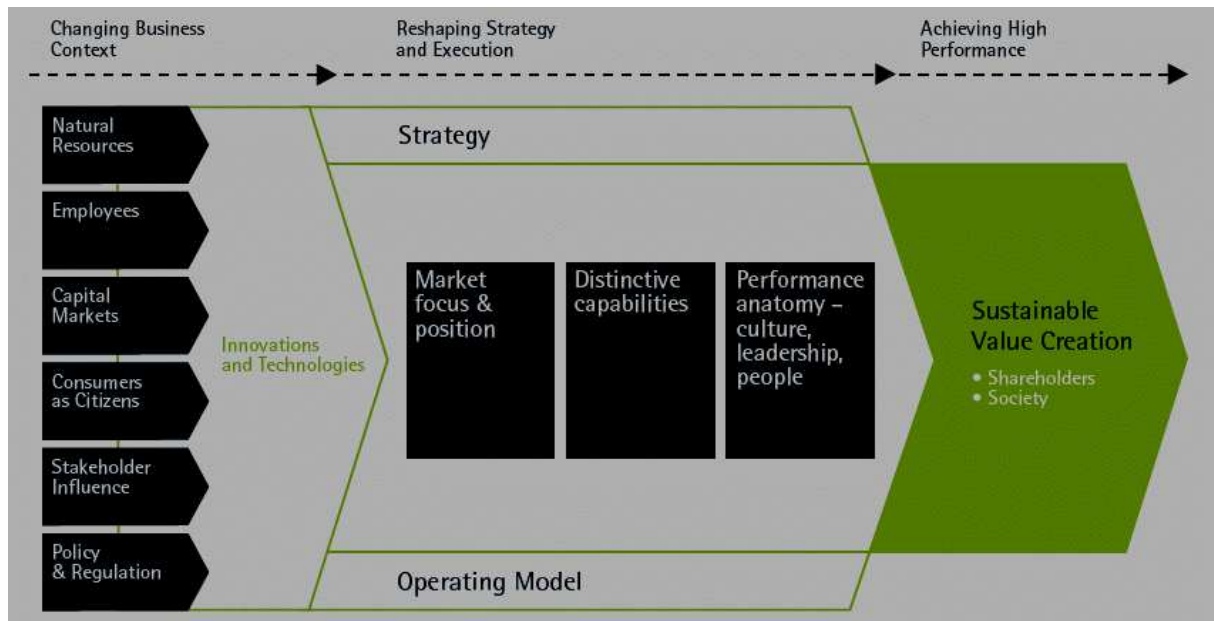 Changing Business
Context
Reshaping Strategy
and Execution
Achieving High
Performance
Natural
Resources
Employees
Capital
Markets
Consumers
as Citizens
Stakeholder
Influence
Policy
& Regulation
Innovations
and Technologies
Strategy
Market
focus &
position
Distinctive
capabilities
Performance
anatomy –
culture,
leadership,
people
Operating Model
Sustainable
Value Creation
• Shareholders
• Society